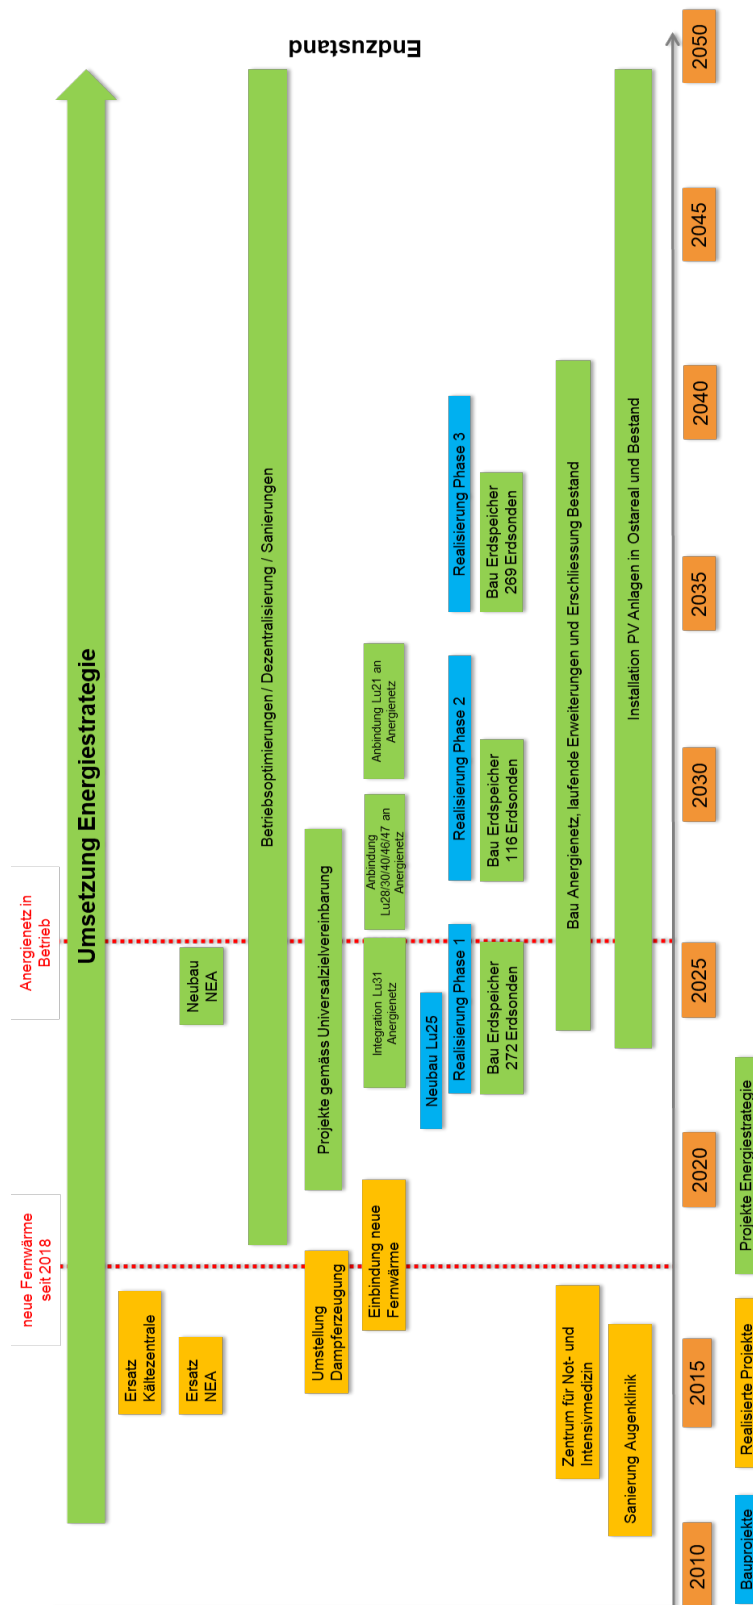 neue Fernwärme
seit 2018
Anergienetz in
Betrieb
Umsetzung Energiestrategie
Ersatz
Kältezentrale
Ersatz
NEA
Neubau
NEA
Betriebsoptimierungen / Dezentralisierung / Sanierungen
Endzustand
Umstellung
Dampferzeugung
Projekte gemäss Universalzielvereinbarung
Einbindung neue
Fernwärme
Integration Lu31
Anergienetz
Anbindung
Lu28/30/40/46/47 an
Anergienetz
Anbindung Lu21 an
Anergienetz
Neubau Lu25
Realisierung Phase 1
Realisierung Phase 2
Realisierung Phase 3
Bau Erdspeicher
272 Erdsonden
Bau Erdspeicher
116 Erdsonden
Bau Erdspeicher
269 Erdsonden
Zentrum für Not- und
Intensivmedizin
Bau Anergienetz, laufende Erweiterungen und Erschliessung Bestand
Sanierung Augenklinik
Installation PV Anlagen in Ostareal und Bestand
2010
2015
2020
2025
2030
2035
2040
2045
2050
Bauprojekte
Realisierte Projekte
Projekte Energiestrategie